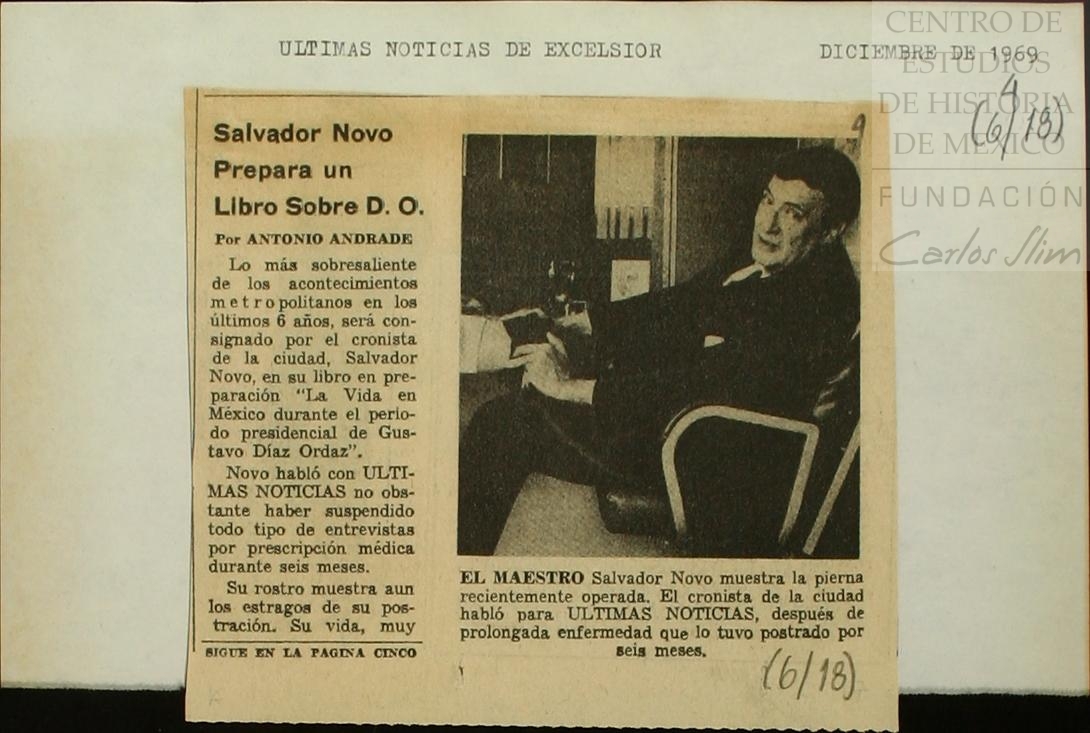 ULTIMAS NOTICIAS DE EXCELSIOR
DICIEMBRE DE 1969
CENTRO DE
ESTUDIOS
DE HISTORIA
DE MÉXICO
FUNDACIÓN
Carlos Slim
4
(6/18)
9
Salvador Novo
Prepara un
Libro Sobre D. O.
Por ANTONIO ANDRADE
Lo más sobresaliente
de los acontecimientos
metropolitanos en los
últimos 6 años, será con-
signado por el cronista
de la ciudad, Salvador
Novo, en su libro en pre-
paración "La Vida en
México durante el perio-
do presidencial de Gus-
tavo Díaz Ordaz".
Novo habló con ULTI-
MAS NOTICIAS no obs-
tante haber suspendido
todo tipo de entrevistas
por prescripción médica
durante seis meses.
Su rostro muestra aun
los estragos de su pos-
tración. Su vida, muy
SIGUE EN LA PAGINA CINCO
EL MAESTRO Salvador Novo muestra la pierna
recientemente operada. El cronista de la ciudad
habló para ULTIMAS NOTICIAS, después de
prolongada enfermedad que lo tuvo postrado por
seis meses.
(6/18)